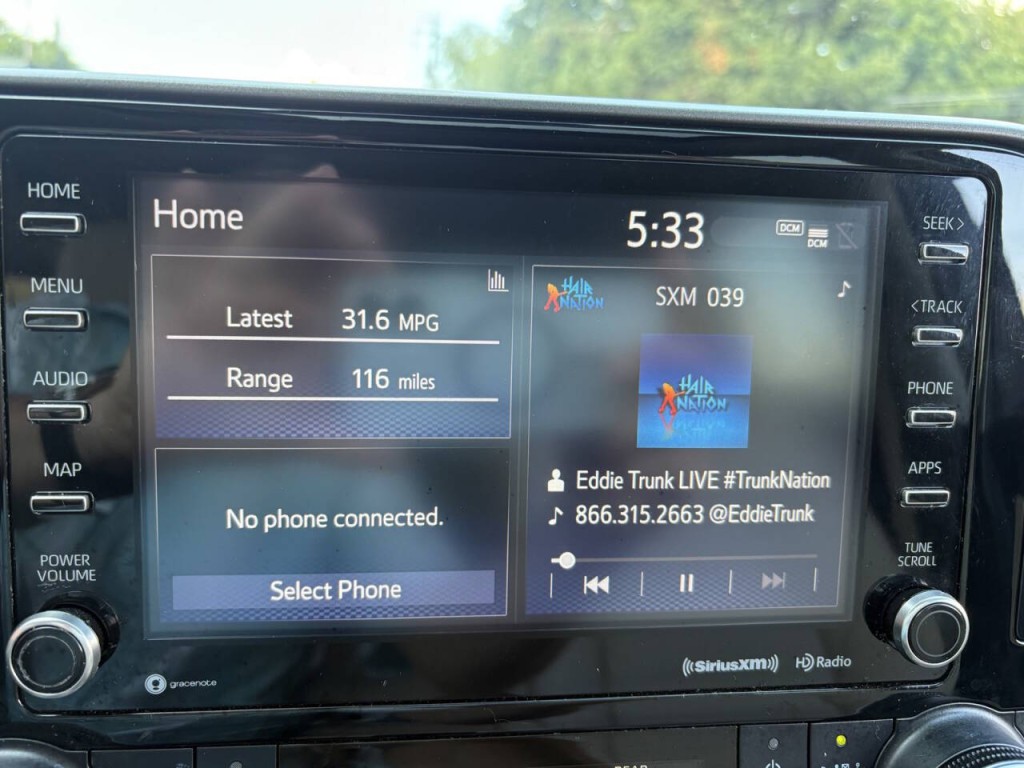 HOME
MENU
AUDIO
MAP
POWER
VOLUME
Home
5:33
DCM
DCM
Latest 31.6 MPG
Range 116 miles
No phone connected.
Select Phone
HAIR
NATION
SXM 039
HAIR
NATION
Eddie Trunk LIVE #TrunkNation
866.315.2663 @EddieTrunk
SEEK >
< TRACK
PHONE
APPS
TUNE
SCROLL
gracenote
((SiriusXM))
HD Radio
REAR